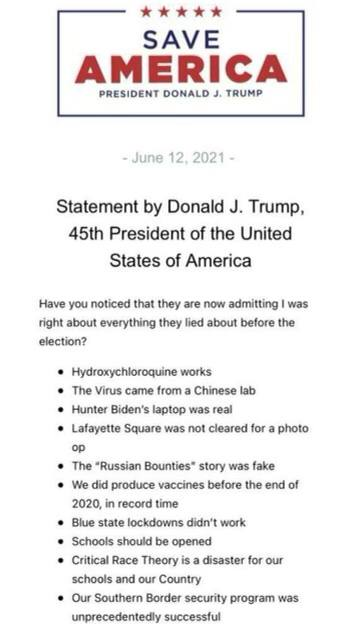 SAVE
AMERICA
PRESIDENT DONALD J. TRUMP
- June 12, 2021 -
Statement by Donald J. Trump,
45th President of the United
States of America
Have you noticed that they are now admitting I was
right about everything they lied about before the
election?
• Hydroxychloroquine works
• The Virus came from a Chinese lab
• Hunter Biden's laptop was real
• Lafayette Square was not cleared for a photo
op
• The "Russian Bounties" story was fake
• We did produce vaccines before the end of
2020, in record time
• Blue state lockdowns didn't work
• Schools should be opened
• Critical Race Theory is a disaster for our
schools and our Country
• Our Southern Border security program was
unprecedentedly successful